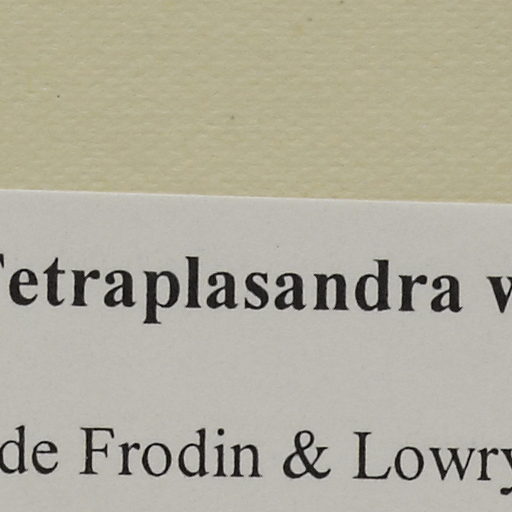 Tetraplasandra w
de Frodin & Lowry